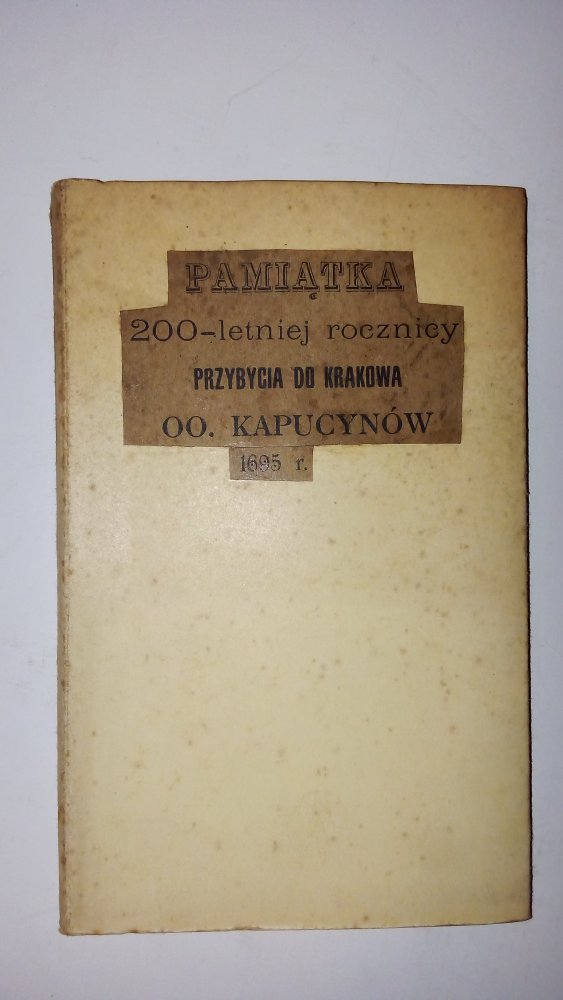 PAMIĄTKA
200-letniej rocznicy
PRZYBYCIA DO KRAKOWA
OO. KAPUCYNÓW
1695 r.